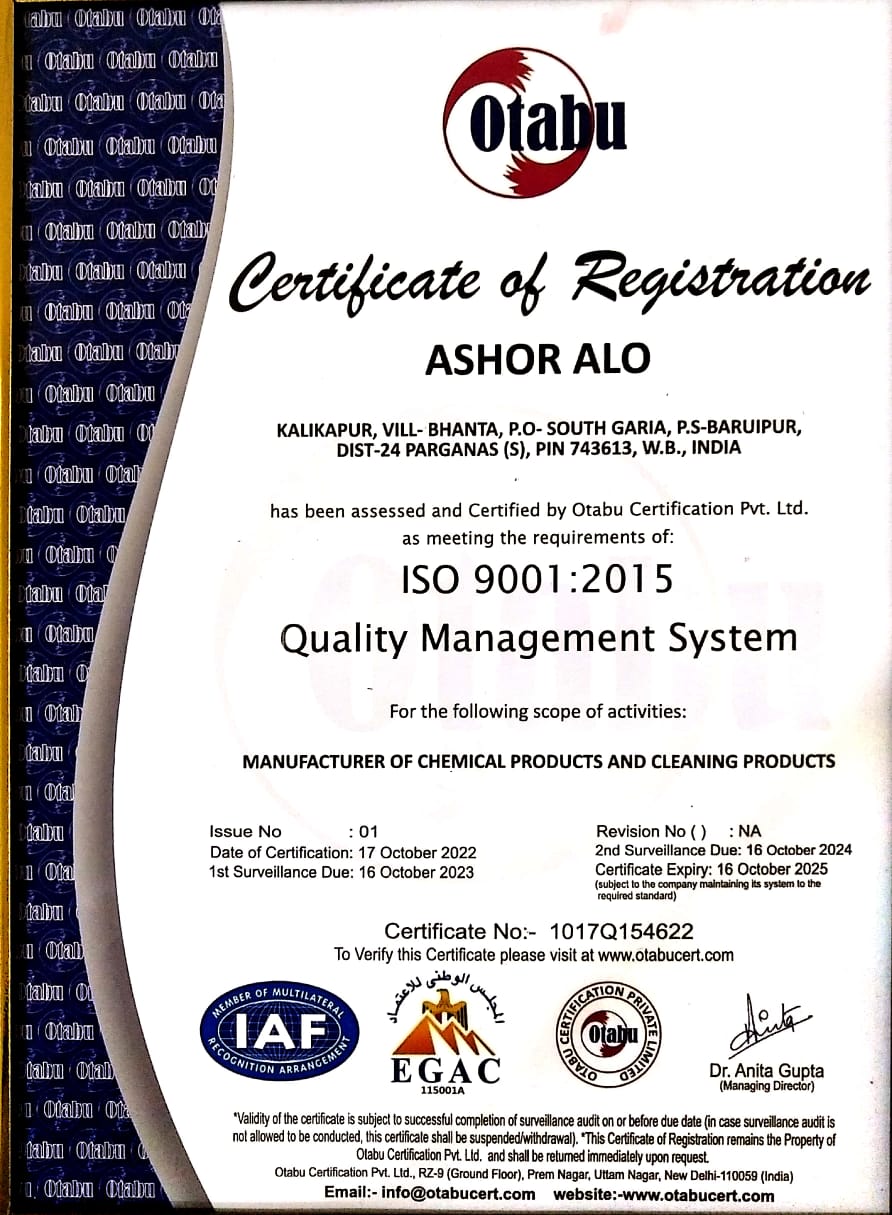 Otabu
Certificate of Registration
ASHOR ALO
KALIKAPUR, VILL- BHANTA, P.O- SOUTH GARIA, P.S-BARUIPUR,
DIST-24 PARGANAS (S), PIN 743613, W.B., INDIA
has been assessed and Certified by Otabu Certification Pvt. Ltd.
as meeting the requirements of:
ISO 9001:2015
Quality Management System
For the following scope of activities:
MANUFACTURER OF CHEMICAL PRODUCTS AND CLEANING PRODUCTS
Issue No : 01
Date of Certification: 17 October 2022
1st Surveillance Due: 16 October 2023
Revision No ( ) : NA
2nd Surveillance Due: 16 October 2024
Certificate Expiry: 16 October 2025
(subject to the company maintaining its system to the
required standard)
Certificate No:- 1017Q154622
To Verify this Certificate please visit at www.otabucert.com
MEMBER OF MULTILATERAL
IAF
RECOGNITION ARRANGEMENT
المجلس الوطنى للاعتماد
EGAC
115001A
OTABU CERTIFICATION PRIVATE LIMITED
Otabu
Dr. Anita Gupta
(Managing Director)
*Validity of the certificate is subject to successful completion of surveillance audit on or before due date (in case surveillance audit is
not allowed to be conducted, this certificate shall be suspended/withdrawal). *This Certificate of Registration remains the Property of
Otabu Certification Pvt. Ltd. and shall be returned immediately upon request.
Otabu Certification Pvt. Ltd., RZ-9 (Ground Floor), Prem Nagar, Uttam Nagar, New Delhi-110059 (India)
Email:- info@otabucert.com website:-www.otabucert.com